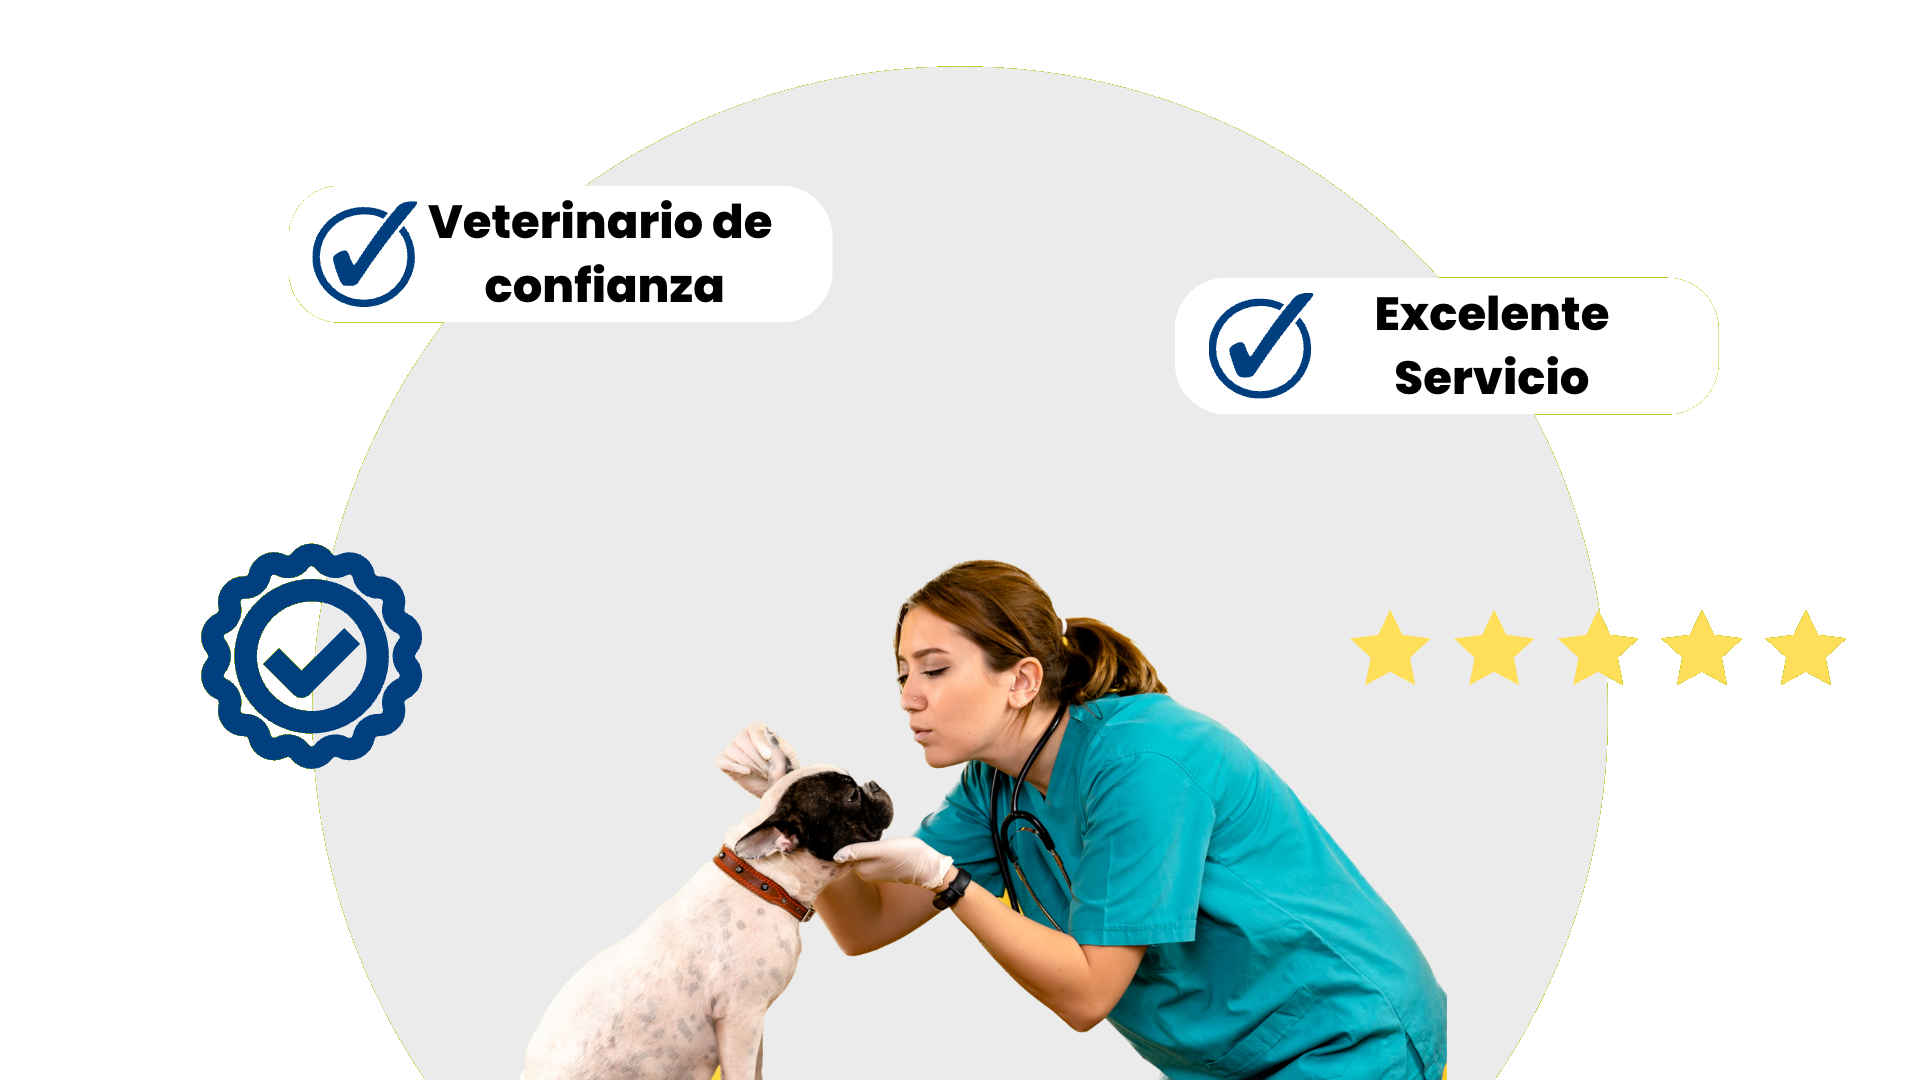 Veterinario de
confianza
Excelente
Servicio